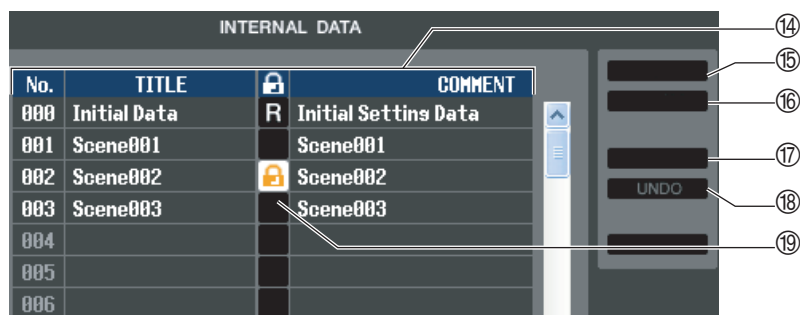 INTERNAL DATA
⑭
⑮
No. TITLE COMMENT
⑯
000 Initial Data R Initial Setting Data
001 Scene001 Scene001
⑰
002 Scene002 Scene002
UNDO
⑱
003 Scene003 Scene003
⑲
004
005
006